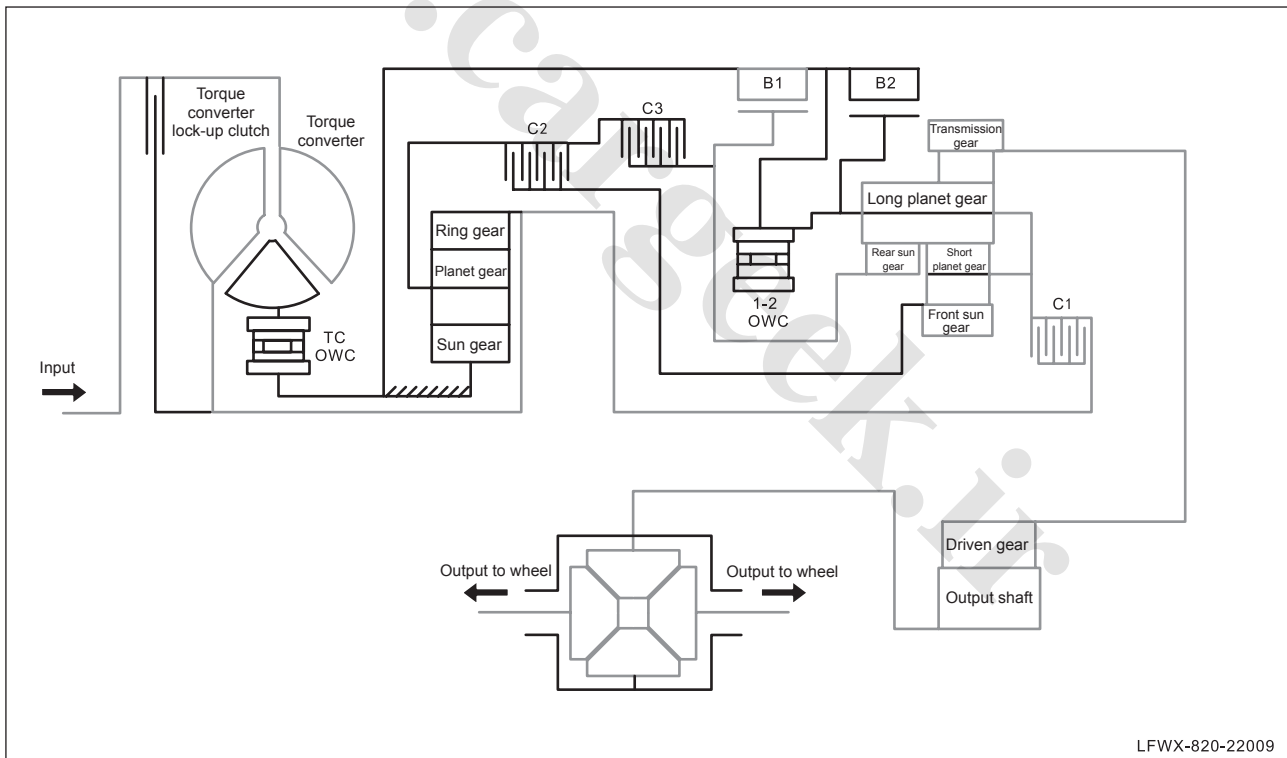 .cargeek.ir
Torque
converter
lock-up clutch
Torque
converter
C2
C3
B1
B2
Transmission
gear
Long planet gear
Ring gear
Planet gear
Sun gear
Rear sun
gear
Short
planet gear
Front sun
gear
1-2
OWC
C1
TC
OWC
Input
Driven gear
Output shaft
Output to wheel
Output to wheel
LFWX-820-22009